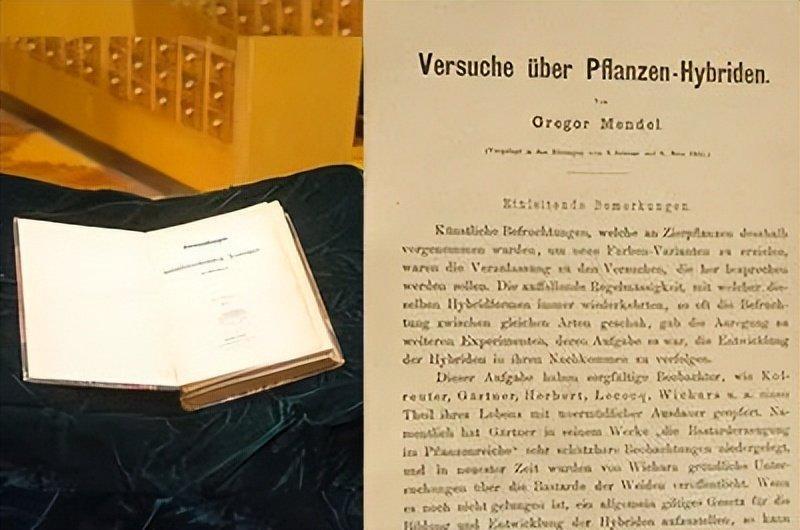 Versuche über Pflanzen-Hybriden.
Von
Gregor Mendel
(Vorgelegt in den Sitzungen vom
Einleitende Bemerkungen.
Künstliche Befruchtungen, welche an Zierpflanzen desshalb
vorgenommen wurden, um neue Farben-Varianten zu erzielen,
waren die Veranlassung zu den Versuchen, die her besprochen
werden sollen. Die auffallende Regelmässigkeit, mit welcher die-
selben Hybridformen immer wiederkehrten, so oft die Befruch-
tung zwischen gleichen Arten geschah, gab die Anregung zu
weiteren Experimenten, deren Aufgabe es war, die Entwicklung
der Hybriden in ihren Nachkommen zu verfolgen.
Dieser Aufgabe haben sorgfältige Beobachter, wie Köl-
reuter, Gärtner, Herbert, Lecocq, Wichura u. a. einen
Theil ihres Lebens mit unermüdlicher Ausdauer geopfert. Na-
mentlich hat Gärtner in seinem Werke „die Bastarderzeugung
im Pflanzenreiche“ sehr schätzbare Beobachtungen niedergelegt,
und in neuester Zeit wurden von Wichura gründliche Unter-
suchungen über die Bastarde der Weiden veröffentlicht. Wenn
es noch nicht gelungen ist, ein allgemein giltiges Gesetz für die
Bildung und Entwicklung der Hybriden aufzustellen, so kann